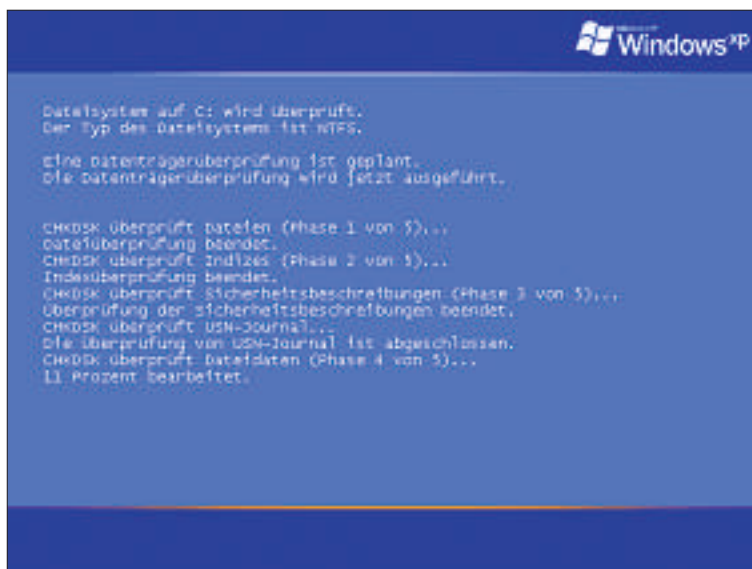 Microsoft
Windows xp
Dateisystem auf C: wird überprüft.
Der Typ des Dateisystems ist NTFS.
Eine Datenträgerüberprüfung ist geplant.
Die Datenträgerüberprüfung wird jetzt ausgeführt.
CHKDSK überprüft Dateien (Phase 1 von 5)...
Dateiüberprüfung beendet.
CHKDSK überprüft Indizes (Phase 2 von 5)...
Indexüberprüfung beendet.
CHKDSK überprüft Sicherheitsbeschreibungen (Phase 3 von 5)...
Überprüfung der Sicherheitsbeschreibungen beendet.
CHKDSK überprüft USN-Journal...
Die Überprüfung von USN-Journal ist abgeschlossen.
CHKDSK überprüft Dateidaten (Phase 4 von 5)...
11 Prozent bearbeitet.